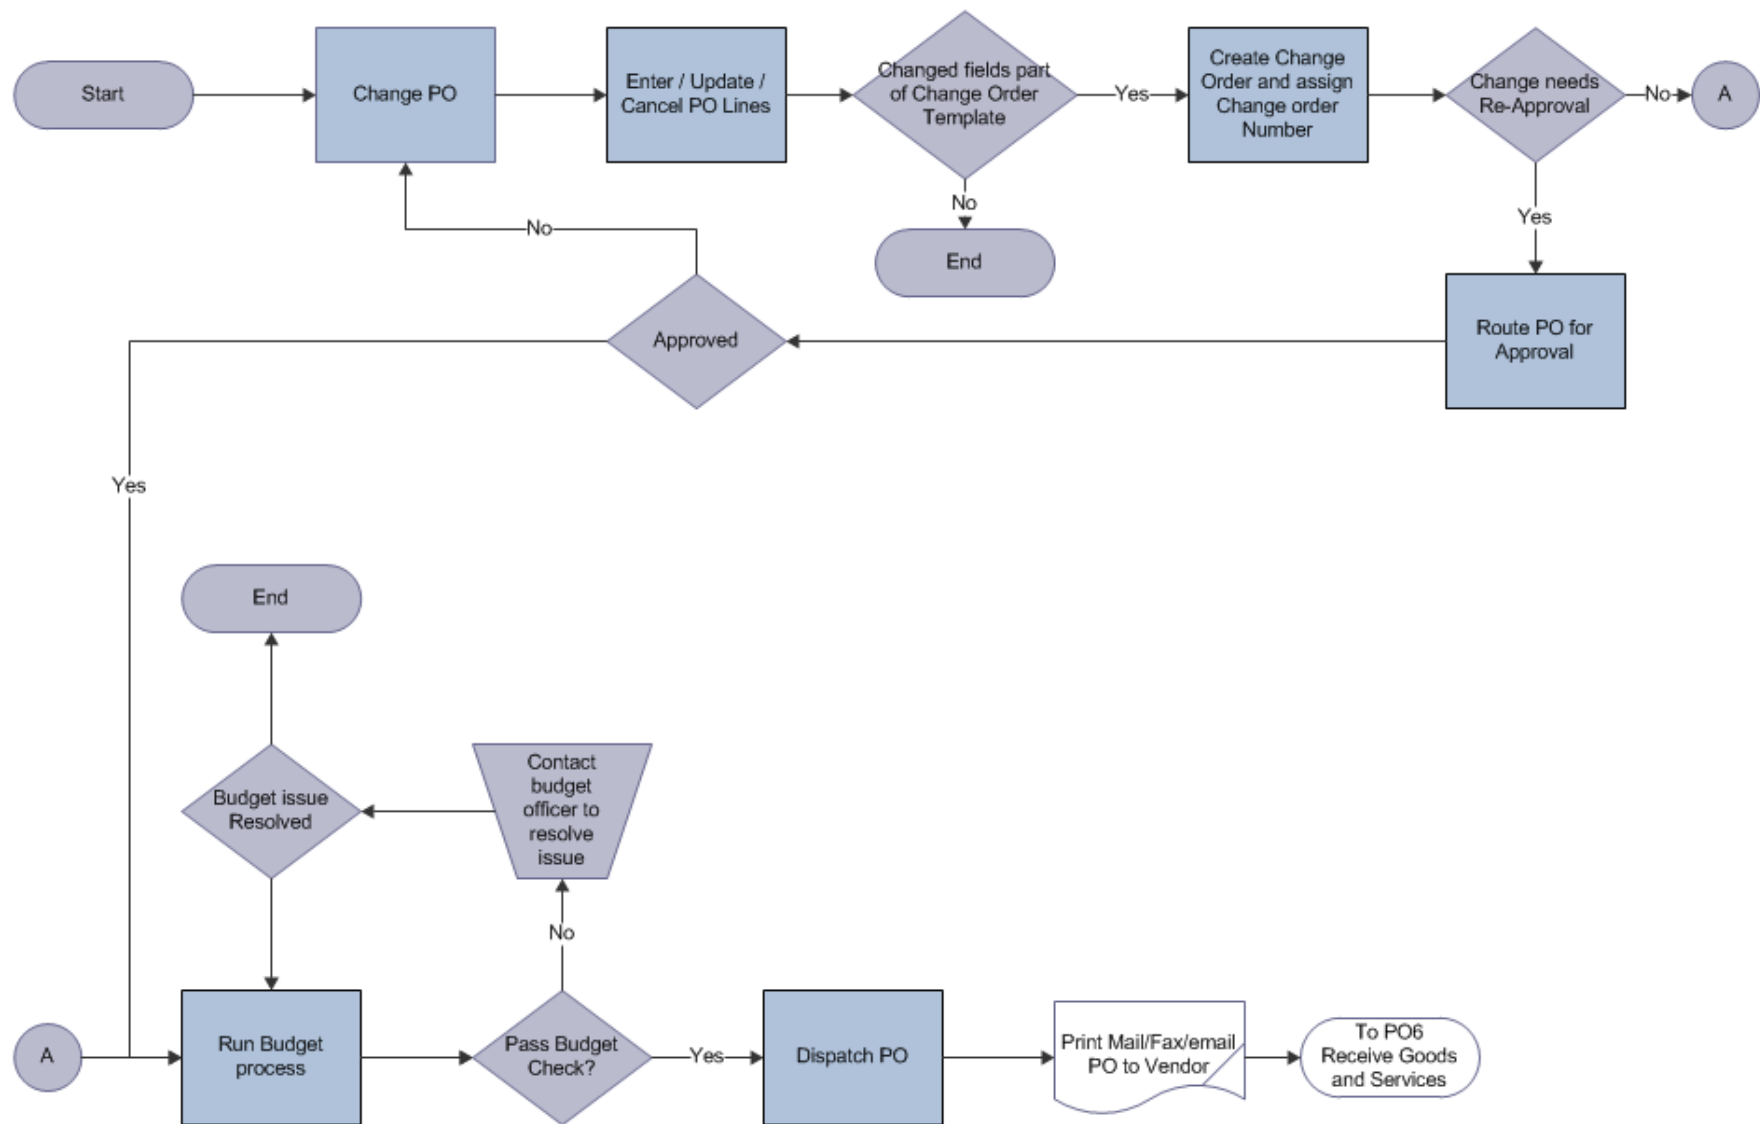 Start
Change PO
Enter / Update /
Cancel PO Lines
Changed fields part
of Change Order
Template
Yes
Create Change
Order and assign
Change order
Number
Change needs
Re-Approval
No
A
No
End
Yes
Route PO for
Approval
Approved
No
Yes
End
Budget issue
Resolved
Contact
budget
officer to
resolve
issue
No
A
Run Budget
process
Pass Budget
Check?
Yes
Dispatch PO
Print Mail/Fax/email
PO to Vendor
To PO6
Receive Goods
and Services